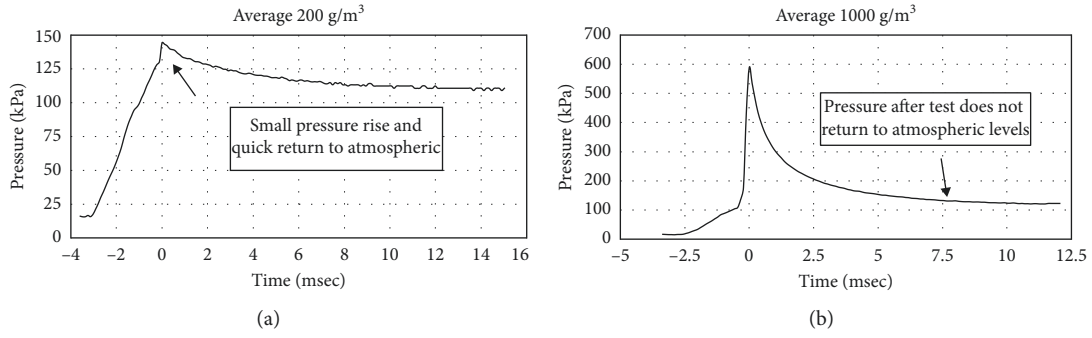 Average 200 g/m³
150
125
100
75
50
25
0
Pressure (kPa)
Small pressure rise and
quick return to atmospheric
–4 –2 0 2 4 6 8 10 12 14 16
Time (msec)
(a)
Average 1000 g/m³
700
600
500
400
300
200
100
0
Pressure (kPa)
Pressure after test does not
return to atmospheric levels
–5 –2.5 0 2.5 5 7.5 10 12.5
Time (msec)
(b)